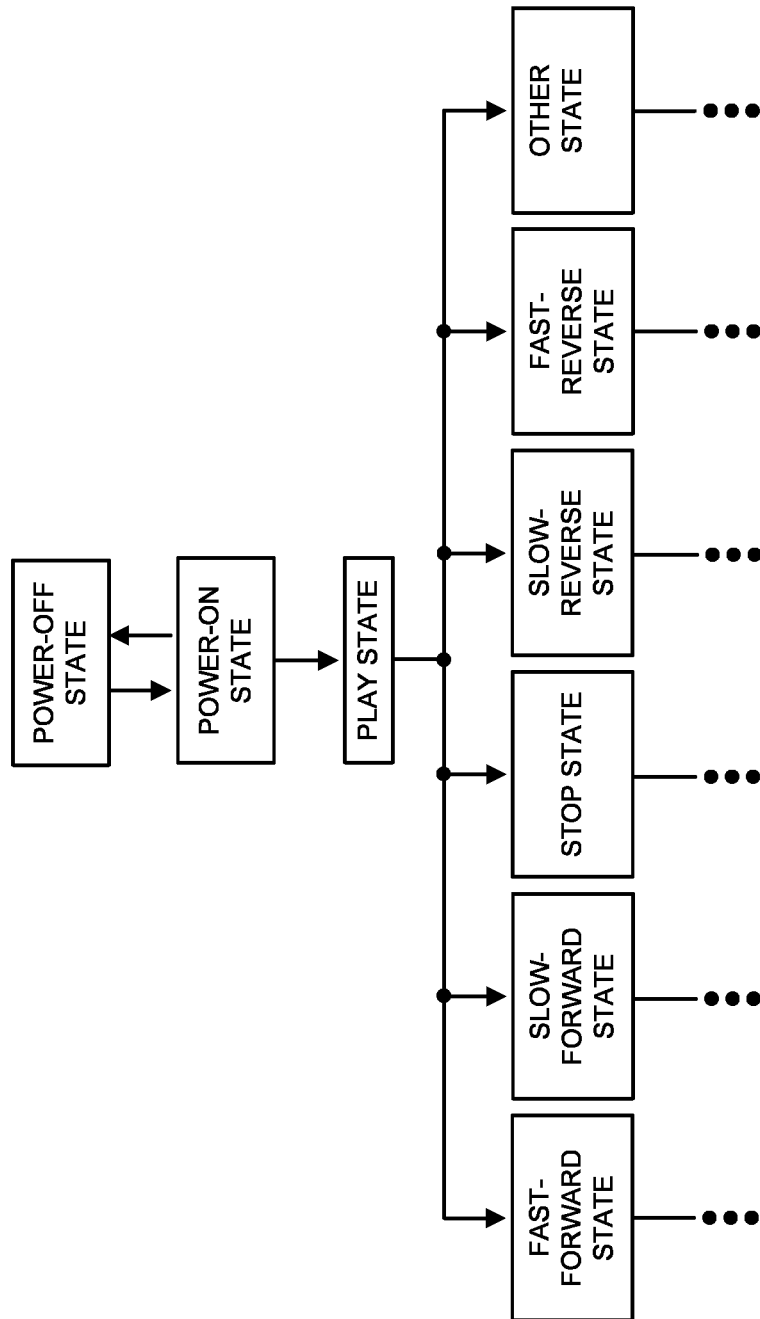 POWER-OFF
STATE
POWER-ON
STATE
PLAY STATE
FAST-
FORWARD
STATE
SLOW-
FORWARD
STATE
STOP STATE
SLOW-
REVERSE
STATE
FAST-
REVERSE
STATE
OTHER
STATE